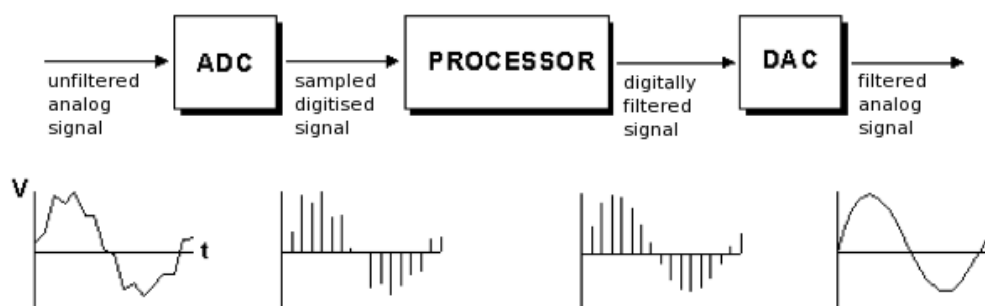 ADC
PROCESSOR
DAC
unfiltered
analog
signal
sampled
digitised
signal
digitally
filtered
signal
filtered
analog
signal
V
t